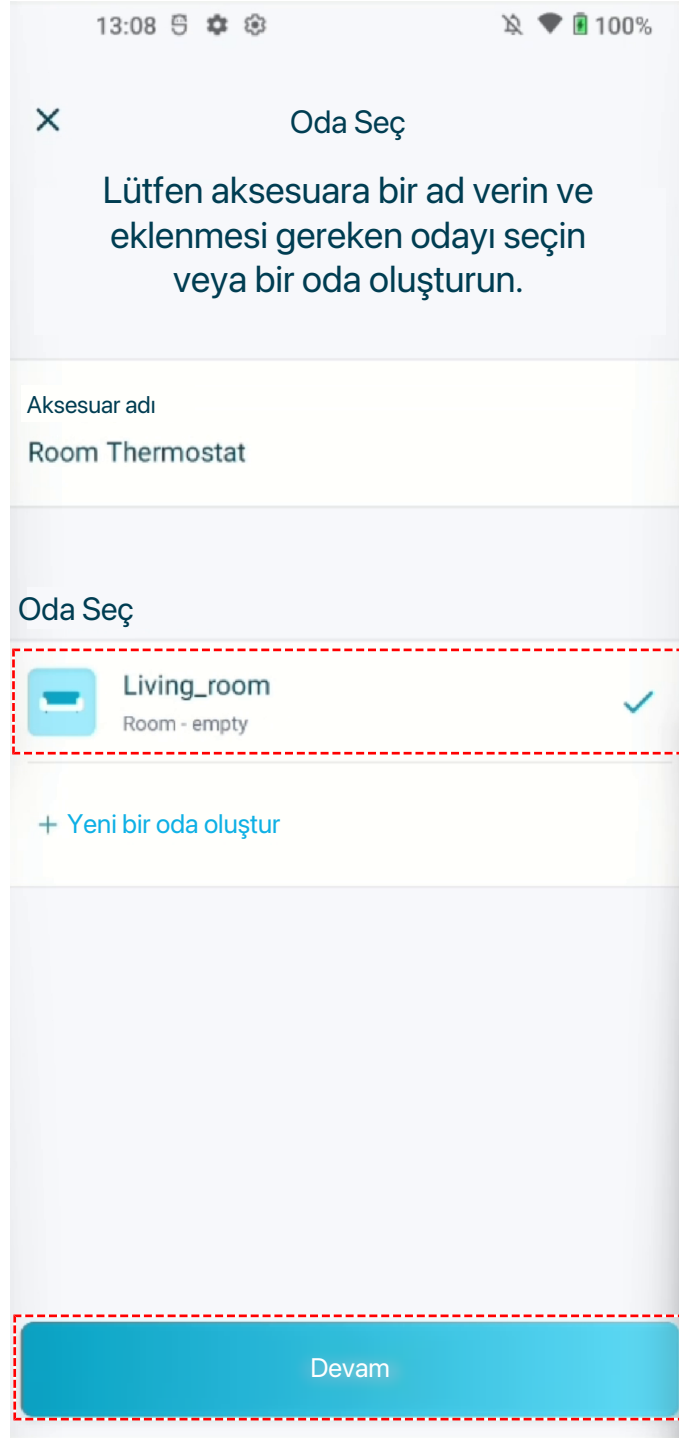 13:08
100%
Oda Seç
Lütfen aksesuara bir ad verin ve
eklenmesi gereken odayı seçin
veya bir oda oluşturun.
Aksesuar adı
Room Thermostat
Oda Seç
Living_room
Room - empty
+ Yeni bir oda oluştur
Devam